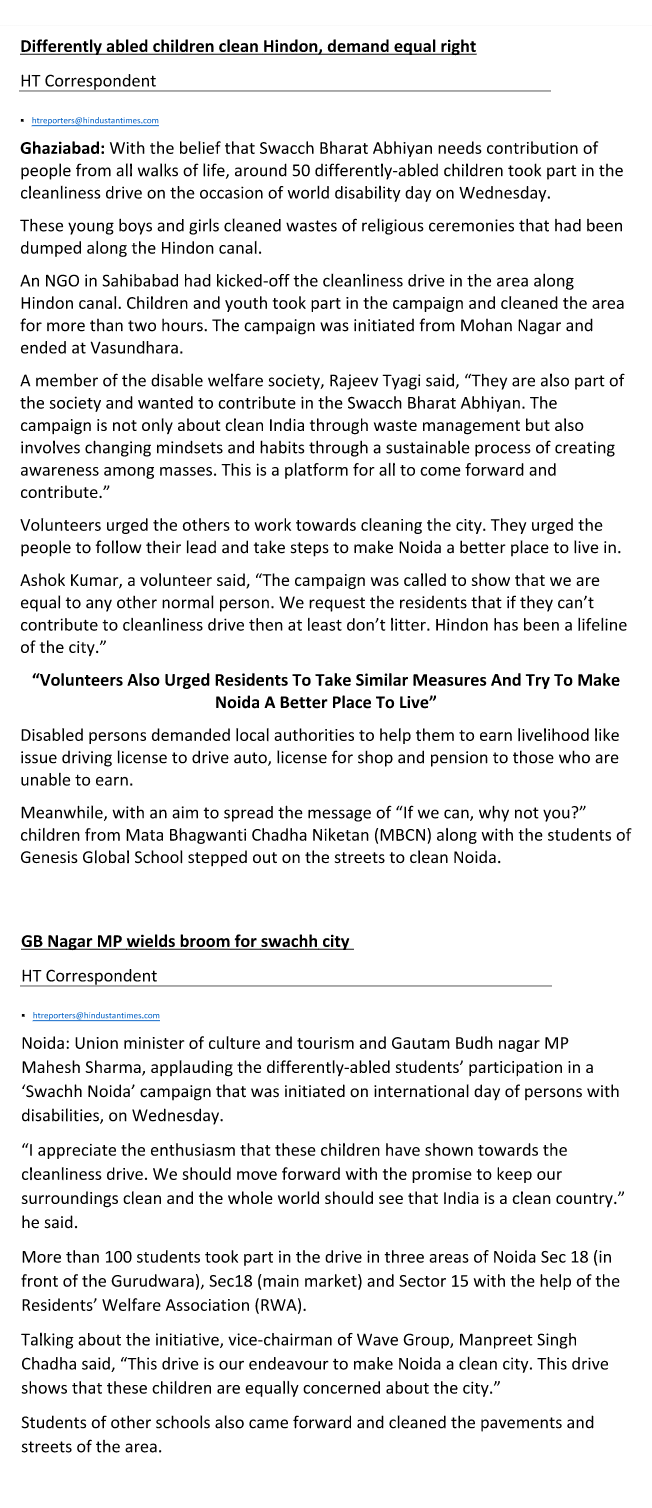 Differently abled children clean Hindon, demand equal right
HT Correspondent
▪ htreporters@hindustantimes.com
Ghaziabad: With the belief that Swacch Bharat Abhiyan needs contribution of
people from all walks of life, around 50 differently-abled children took part in the
cleanliness drive on the occasion of world disability day on Wednesday.
These young boys and girls cleaned wastes of religious ceremonies that had been
dumped along the Hindon canal.
An NGO in Sahibabad had kicked-off the cleanliness drive in the area along
Hindon canal. Children and youth took part in the campaign and cleaned the area
for more than two hours. The campaign was initiated from Mohan Nagar and
ended at Vasundhara.
A member of the disable welfare society, Rajeev Tyagi said, “They are also part of
the society and wanted to contribute in the Swacch Bharat Abhiyan. The
campaign is not only about clean India through waste management but also
involves changing mindsets and habits through a sustainable process of creating
awareness among masses. This is a platform for all to come forward and
contribute.”
Volunteers urged the others to work towards cleaning the city. They urged the
people to follow their lead and take steps to make Noida a better place to live in.
Ashok Kumar, a volunteer said, “The campaign was called to show that we are
equal to any other normal person. We request the residents that if they can’t
contribute to cleanliness drive then at least don’t litter. Hindon has been a lifeline
of the city.”
“Volunteers Also Urged Residents To Take Similar Measures And Try To Make
Noida A Better Place To Live”
Disabled persons demanded local authorities to help them to earn livelihood like
issue driving license to drive auto, license for shop and pension to those who are
unable to earn.
Meanwhile, with an aim to spread the message of “If we can, why not you?”
children from Mata Bhagwanti Chadha Niketan (MBCN) along with the students of
Genesis Global School stepped out on the streets to clean Noida.
GB Nagar MP wields broom for swachh city
HT Correspondent
▪ htreporters@hindustantimes.com
Noida: Union minister of culture and tourism and Gautam Budh nagar MP
Mahesh Sharma, applauding the differently-abled students’ participation in a
‘Swachh Noida’ campaign that was initiated on international day of persons with
disabilities, on Wednesday.
“I appreciate the enthusiasm that these children have shown towards the
cleanliness drive. We should move forward with the promise to keep our
surroundings clean and the whole world should see that India is a clean country.”
he said.
More than 100 students took part in the drive in three areas of Noida Sec 18 (in
front of the Gurudwara), Sec18 (main market) and Sector 15 with the help of the
Residents’ Welfare Association (RWA).
Talking about the initiative, vice-chairman of Wave Group, Manpreet Singh
Chadha said, “This drive is our endeavour to make Noida a clean city. This drive
shows that these children are equally concerned about the city.”
Students of other schools also came forward and cleaned the pavements and
streets of the area.